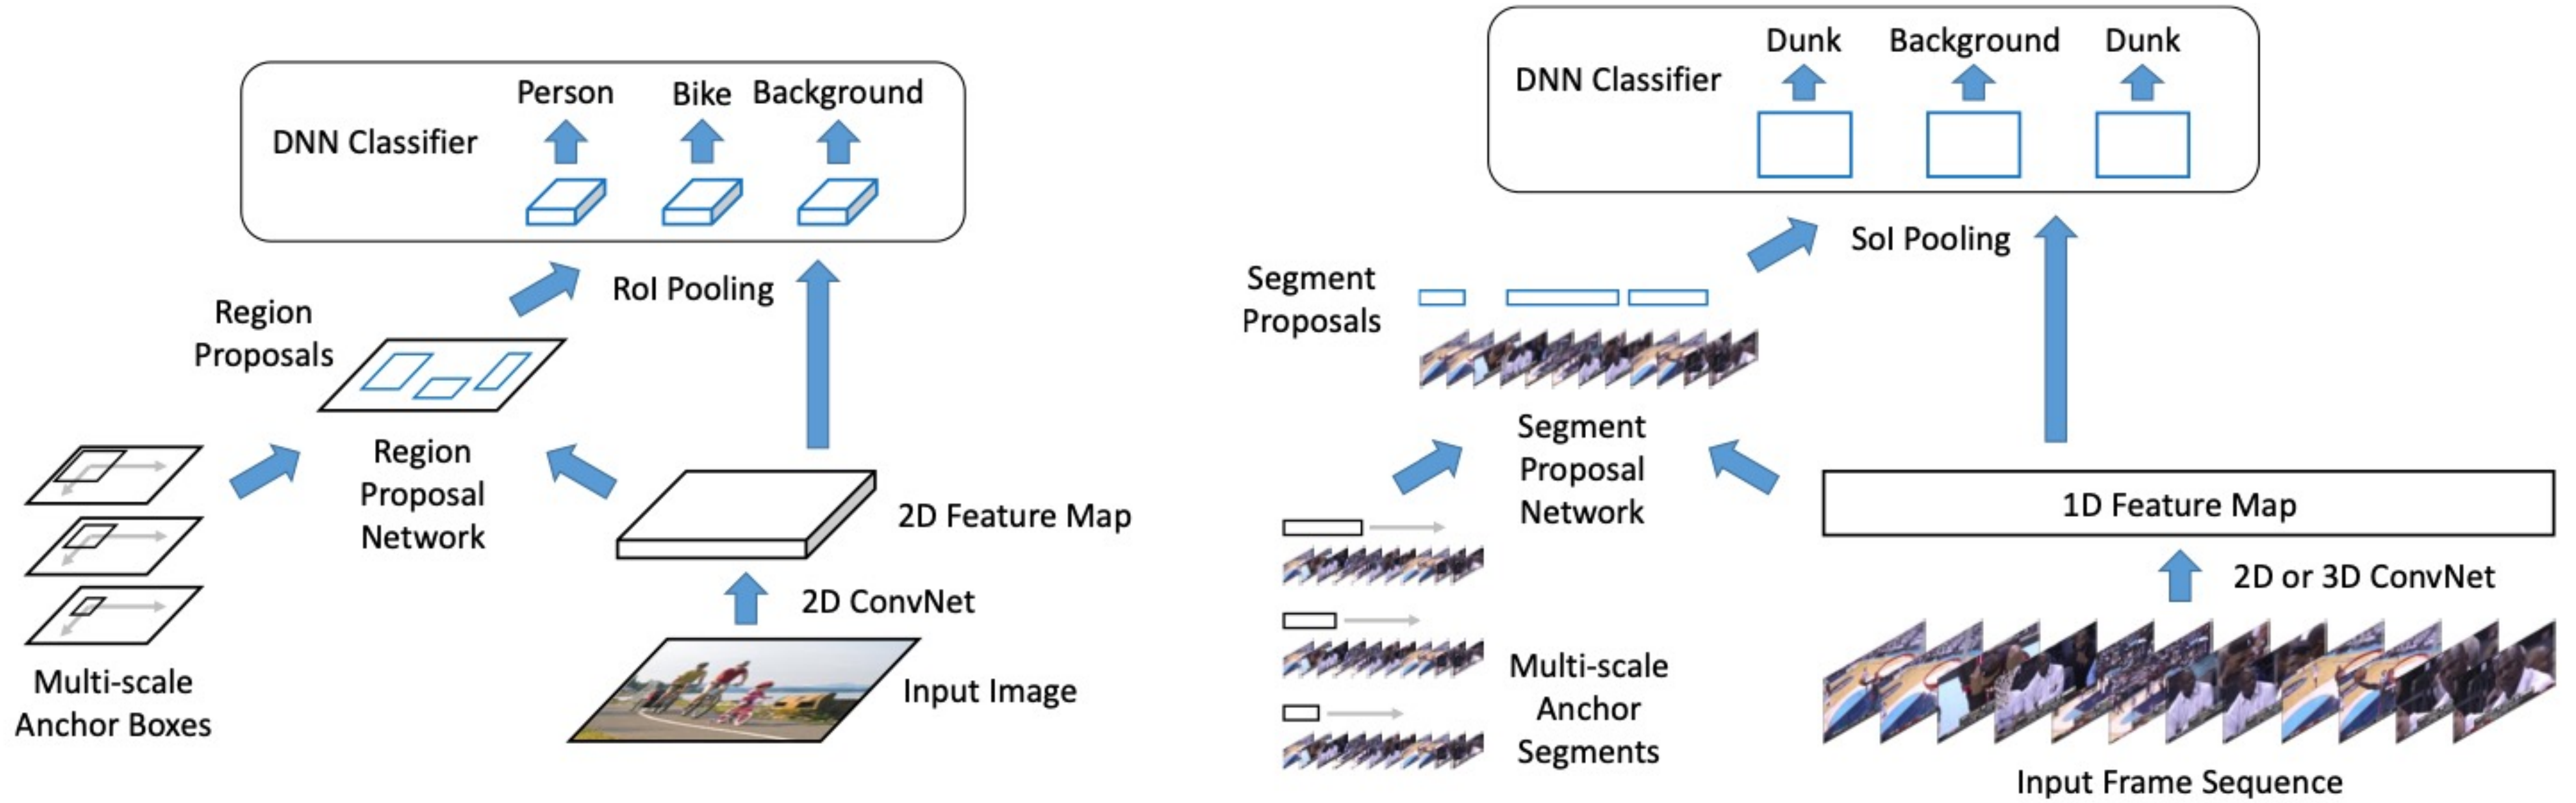 DNN Classifier
Person
Bike
Background
RoI Pooling
Region
Proposals
Region
Proposal
Network
2D Feature Map
2D ConvNet
Input Image
Multi-scale
Anchor Boxes
DNN Classifier
Dunk
Background
Dunk
SoI Pooling
Segment
Proposals
Segment
Proposal
Network
1D Feature Map
2D or 3D ConvNet
Multi-scale
Anchor
Segments
Input Frame Sequence